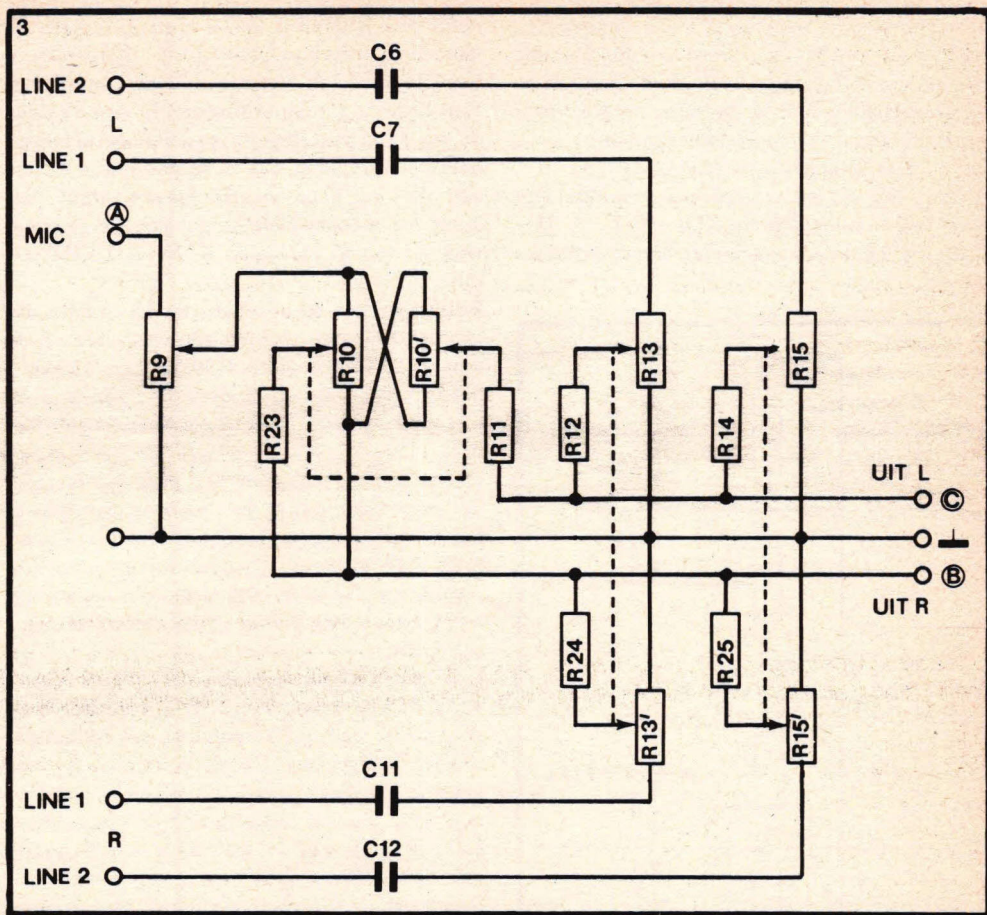 3
C6
LINE 2
L
C7
LINE 1
A
MIC
R9
R10
R10'
R13
R15
R23
R11
R12
R14
UIT L
C
B
UIT R
R24
R25
R13'
R15'
C11
LINE 1
R
C12
LINE 2